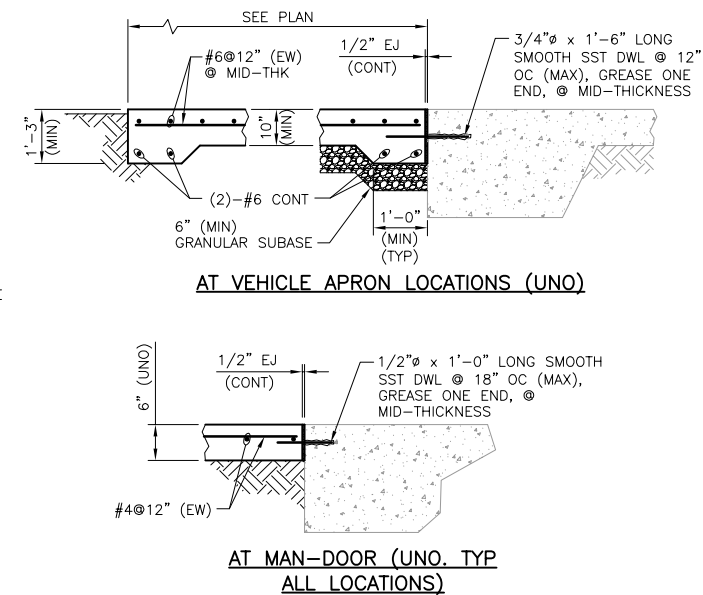 SEE PLAN
#6@12" (EW)
@ MID-THK
1/2" EJ
(CONT)
3/4"ø x 1'-6" LONG
SMOOTH SST DWL @ 12"
OC (MAX), GREASE ONE
END, @ MID-THICKNESS
1'-3"
(MIN)
10"
(MIN)
(2)-#6 CONT
6" (MIN)
GRANULAR SUBASE
1'-0"
(MIN)
(TYP)
AT VEHICLE APRON LOCATIONS (UNO)
6" (UNO)
1/2" EJ
(CONT)
1/2"ø x 1'-0" LONG SMOOTH
SST DWL @ 18" OC (MAX),
GREASE ONE END, @
MID-THICKNESS
#4@12" (EW)
AT MAN-DOOR (UNO. TYP
ALL LOCATIONS)